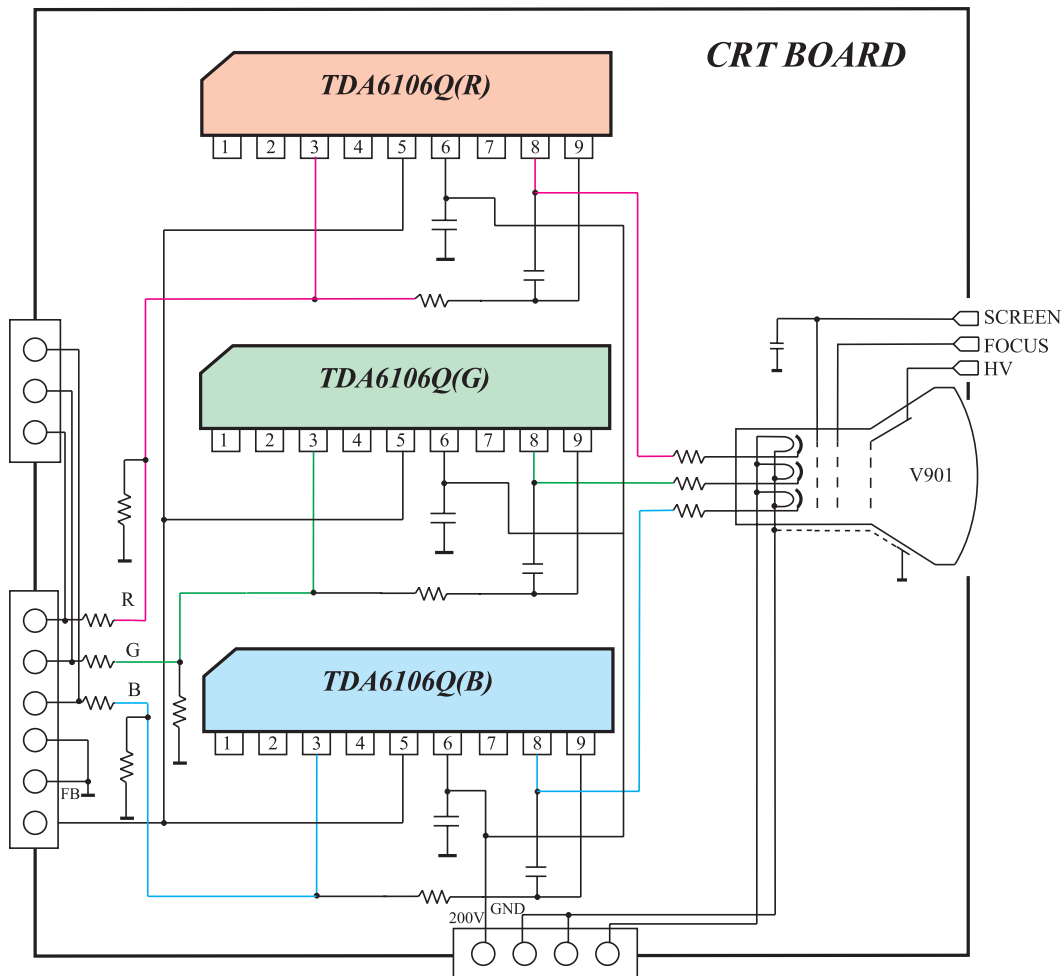 CRT BOARD
TDA6106Q(R)
1 2 3 4 5 6 7 8 9
SCREEN
FOCUS
HV
TDA6106Q(G)
1 2 3 4 5 6 7 8 9
V901
R
G
B
TDA6106Q(B)
1 2 3 4 5 6 7 8 9
FB
200V GND